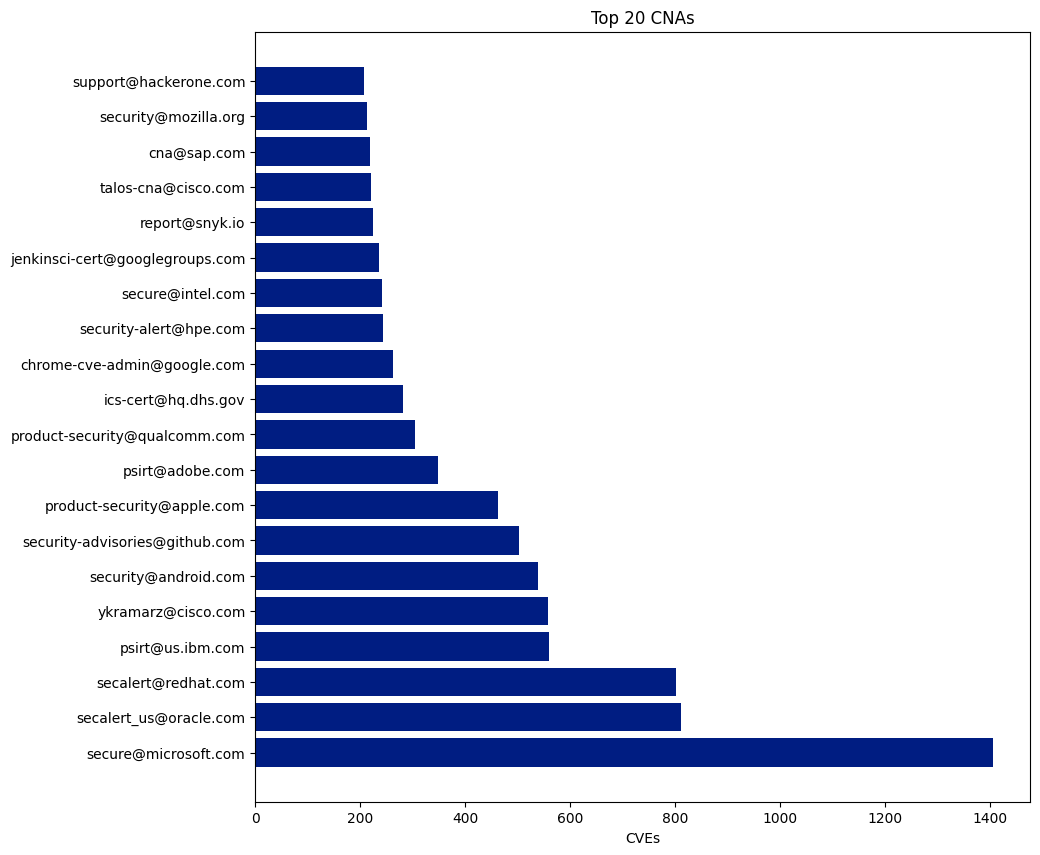 Top 20 CNAs
support@hackerone.com
security@mozilla.org
cna@sap.com
talos-cna@cisco.com
report@snyk.io
jenkinsci-cert@googlegroups.com
secure@intel.com
security-alert@hpe.com
chrome-cve-admin@google.com
ics-cert@hq.dhs.gov
product-security@qualcomm.com
psirt@adobe.com
product-security@apple.com
security-advisories@github.com
security@android.com
ykramarz@cisco.com
psirt@us.ibm.com
secalert@redhat.com
secalert_us@oracle.com
secure@microsoft.com
0 200 400 600 800 1000 1200 1400
CVEs